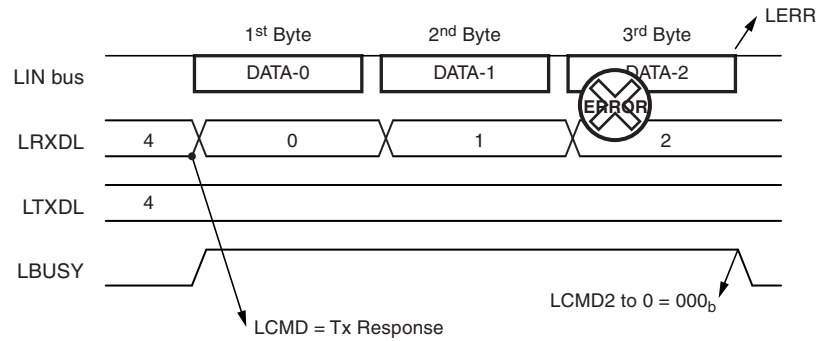 LERR
1st Byte 2nd Byte 3rd Byte
LIN bus DATA-0 DATA-1 DATA-2
ERROR
LRXDL 4 0 1 2
LTXDL 4
LBUSY
LCMD2 to 0 = 000b
LCMD = Tx Response